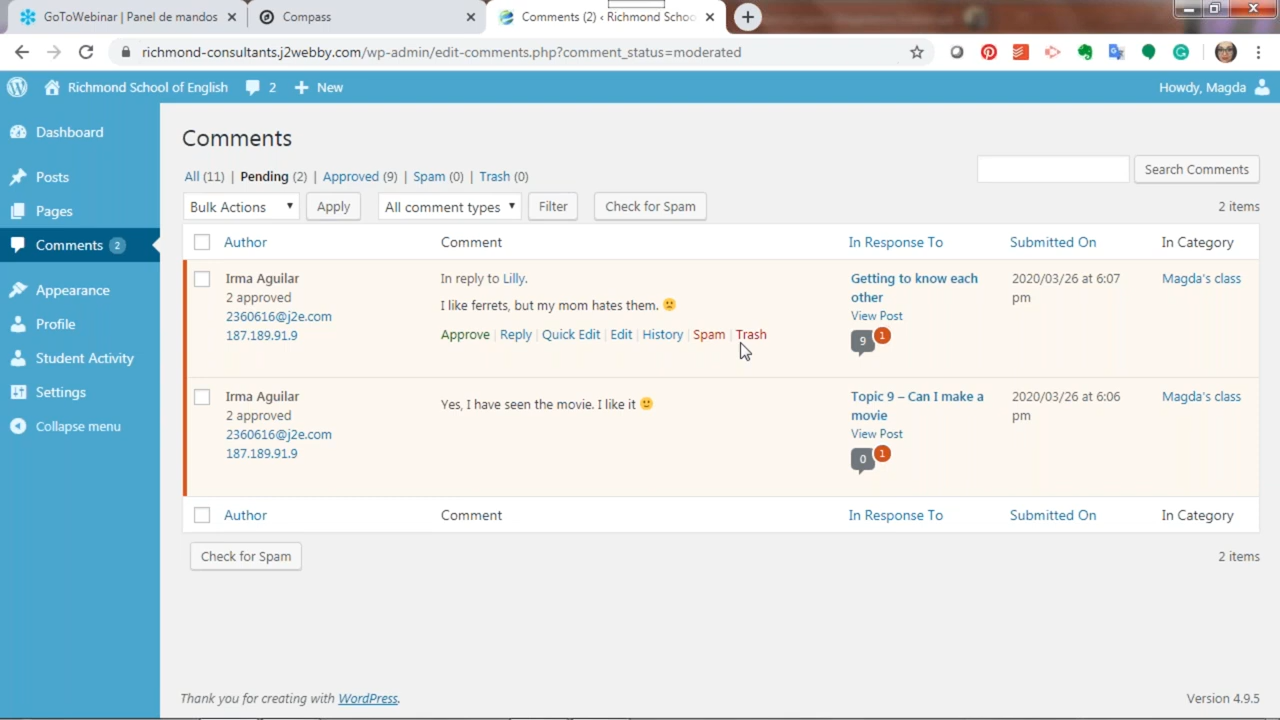 GoToWebinar | Panel de mandos
Compass
Comments (2) ‹ Richmond Schoo
richmond-consultants.j2webby.com/wp-admin/edit-comments.php?comment_status=moderated
Richmond School of English 2 + New
Howdy, Magda
Dashboard
Posts
Pages
Comments 2
Appearance
Profile
Student Activity
Settings
Collapse menu
Comments
All (11) | Pending (2) | Approved (9) | Spam (0) | Trash (0)
Search Comments
Bulk Actions Apply All comment types Filter Check for Spam 2 items
Author Comment In Response To Submitted On In Category
Irma Aguilar
2 approved
2360616@j2e.com
187.189.91.9
In reply to Lilly.
I like ferrets, but my mom hates them. 🙁
Approve | Reply | Quick Edit | Edit | History | Spam | Trash
Getting to know each
other
View Post
9 1
2020/03/26 at 6:07
pm
Magda's class
Irma Aguilar
2 approved
2360616@j2e.com
187.189.91.9
Yes, I have seen the movie. I like it 🙂
Topic 9 – Can I make a
movie
View Post
0 1
2020/03/26 at 6:06
pm
Magda's class
Author Comment In Response To Submitted On In Category
Check for Spam 2 items
Thank you for creating with WordPress.
Version 4.9.5